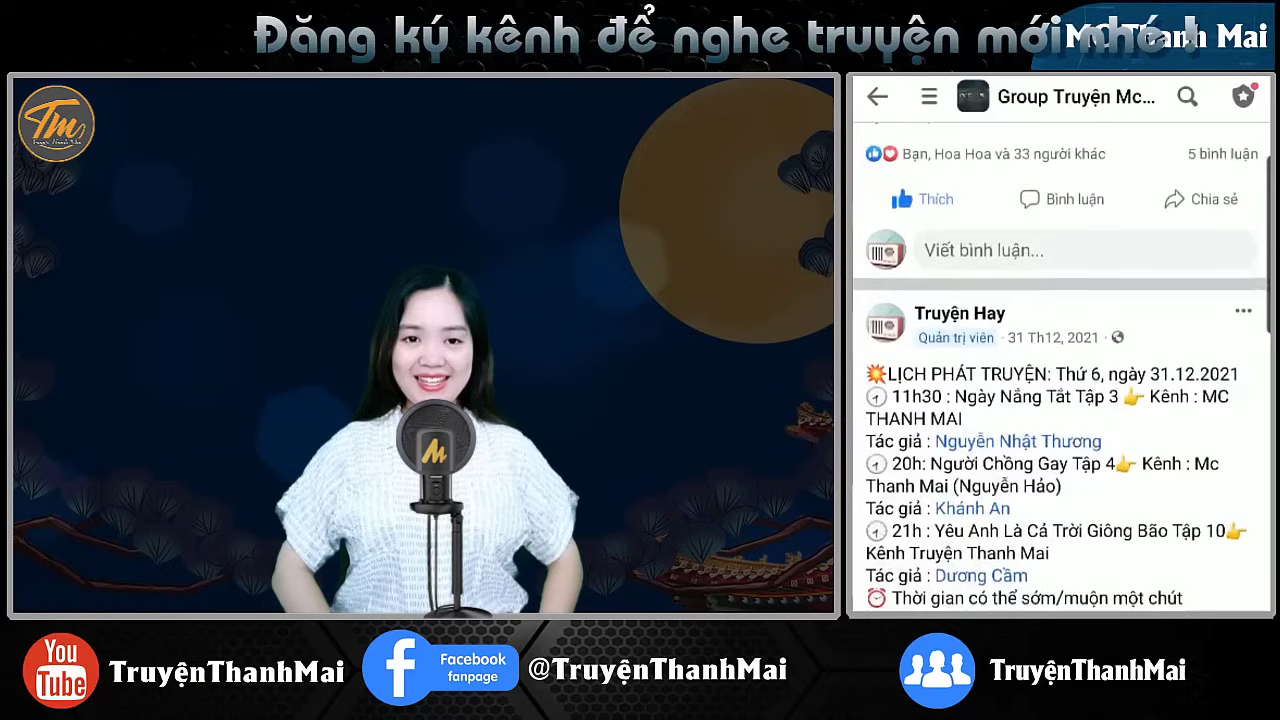 Đăng ký kênh để nghe truyện mới nhé !
MC Thanh Mai
Tm
Truyện Thanh Mai
Group Truyện Mc...
Bạn, Hoa Hoa và 33 người khác
5 bình luận
Thích
Bình luận
Chia sẻ
Viết bình luận...
Truyện Hay
Quản trị viên · 31 Th12, 2021 ·
💥LỊCH PHÁT TRUYỆN: Thứ 6, ngày 31.12.2021
🕢 11h30 : Ngày Nắng Tắt Tập 3 👉 Kênh : MC
THANH MAI
Tác giả : Nguyễn Nhật Thương
🕢 20h: Người Chồng Gay Tập 4👉 Kênh : Mc
Thanh Mai (Nguyễn Hảo)
Tác giả : Khánh An
🕢 21h : Yêu Anh Là Cả Trời Giông Bão Tập 10👉
Kênh Truyện Thanh Mai
Tác giả : Dương Cầm
⏰ Thời gian có thể sớm/muộn một chút
You
Tube
TruyệnThanhMai
Facebook
fanpage
@TruyệnThanhMai
TruyệnThanhMai